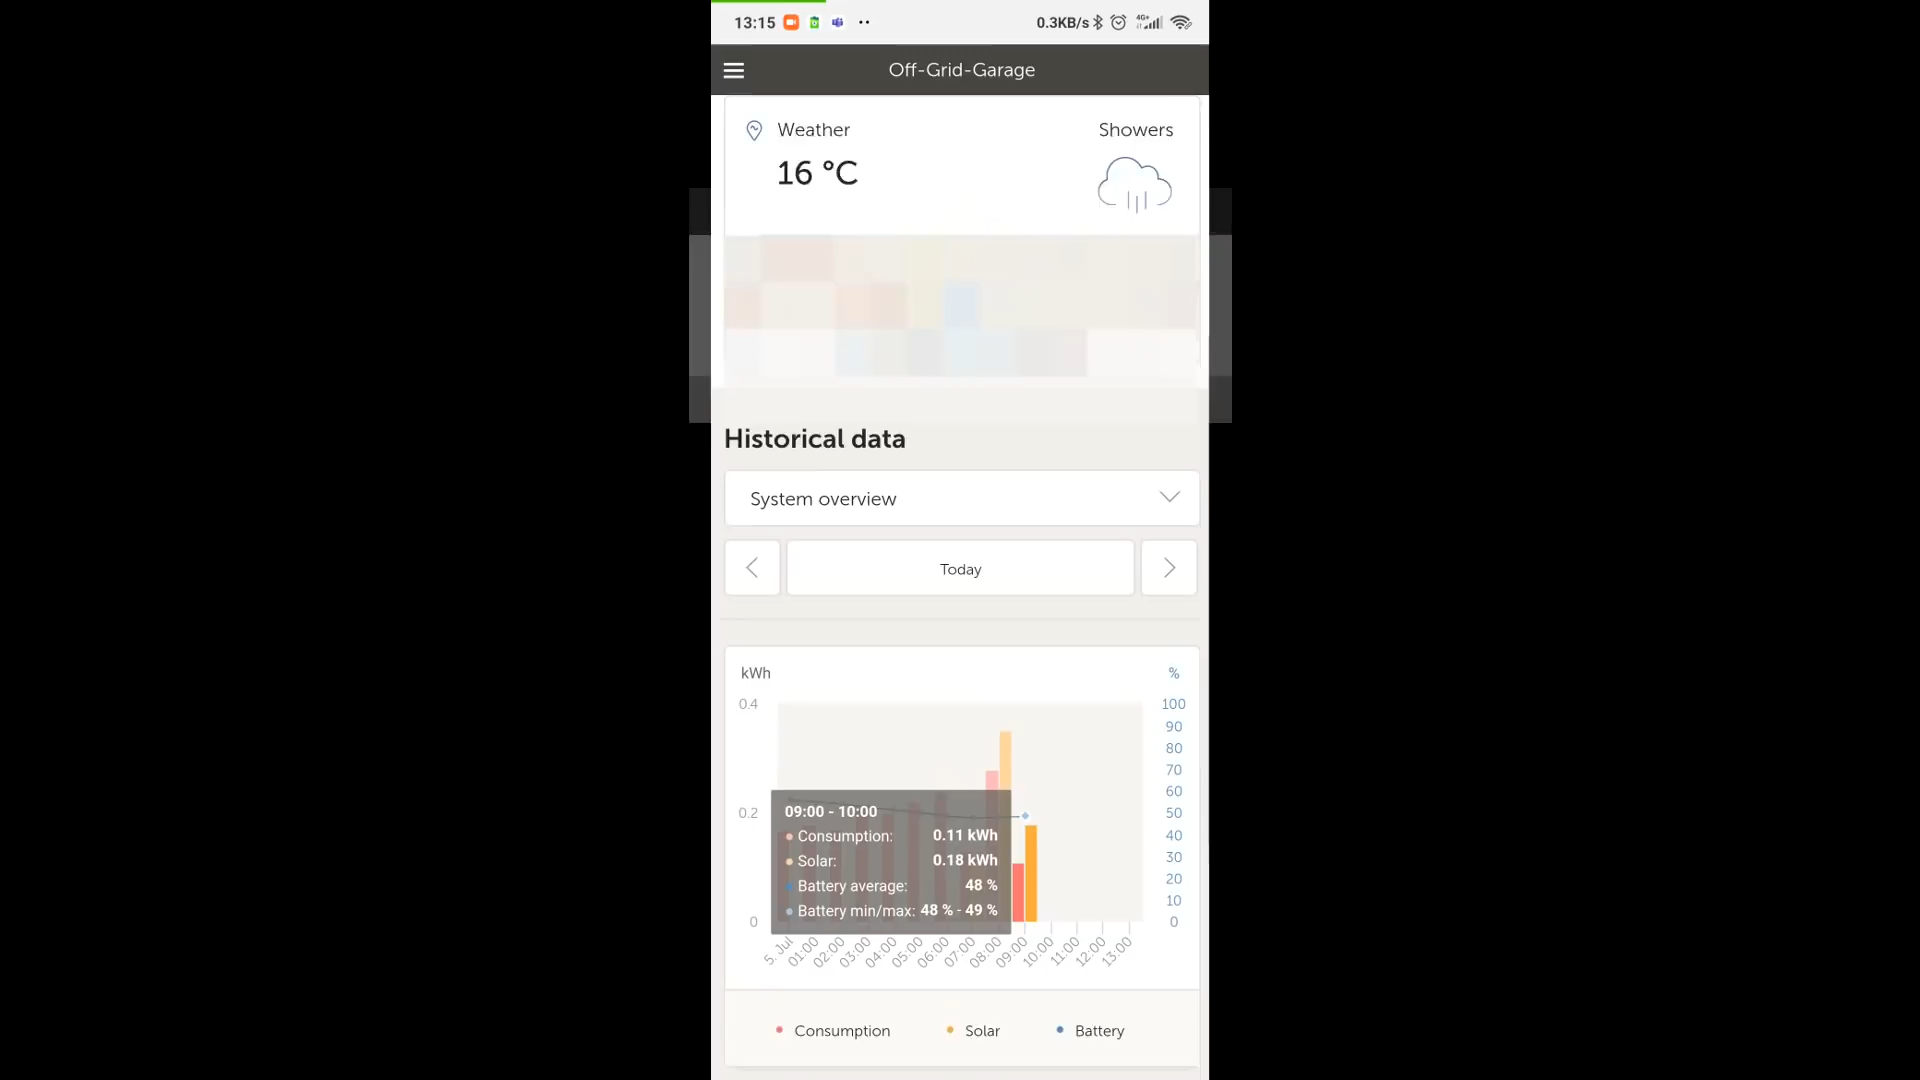 13:15
0.3KB/s 4G+
Off-Grid-Garage
Weather Showers
16 °C
Historical data
System overview
Today
kWh %
0.4 100
90
80
70
60
0.2 50
40
30
20
10
0 0
09:00 - 10:00
Consumption: 0.11 kWh
Solar: 0.18 kWh
Battery average: 48 %
Battery min/max: 48 % - 49 %
5. Jul 01:00 02:00 03:00 04:00 05:00 06:00 07:00 08:00 09:00 10:00 11:00 12:00 13:00
Consumption Solar Battery